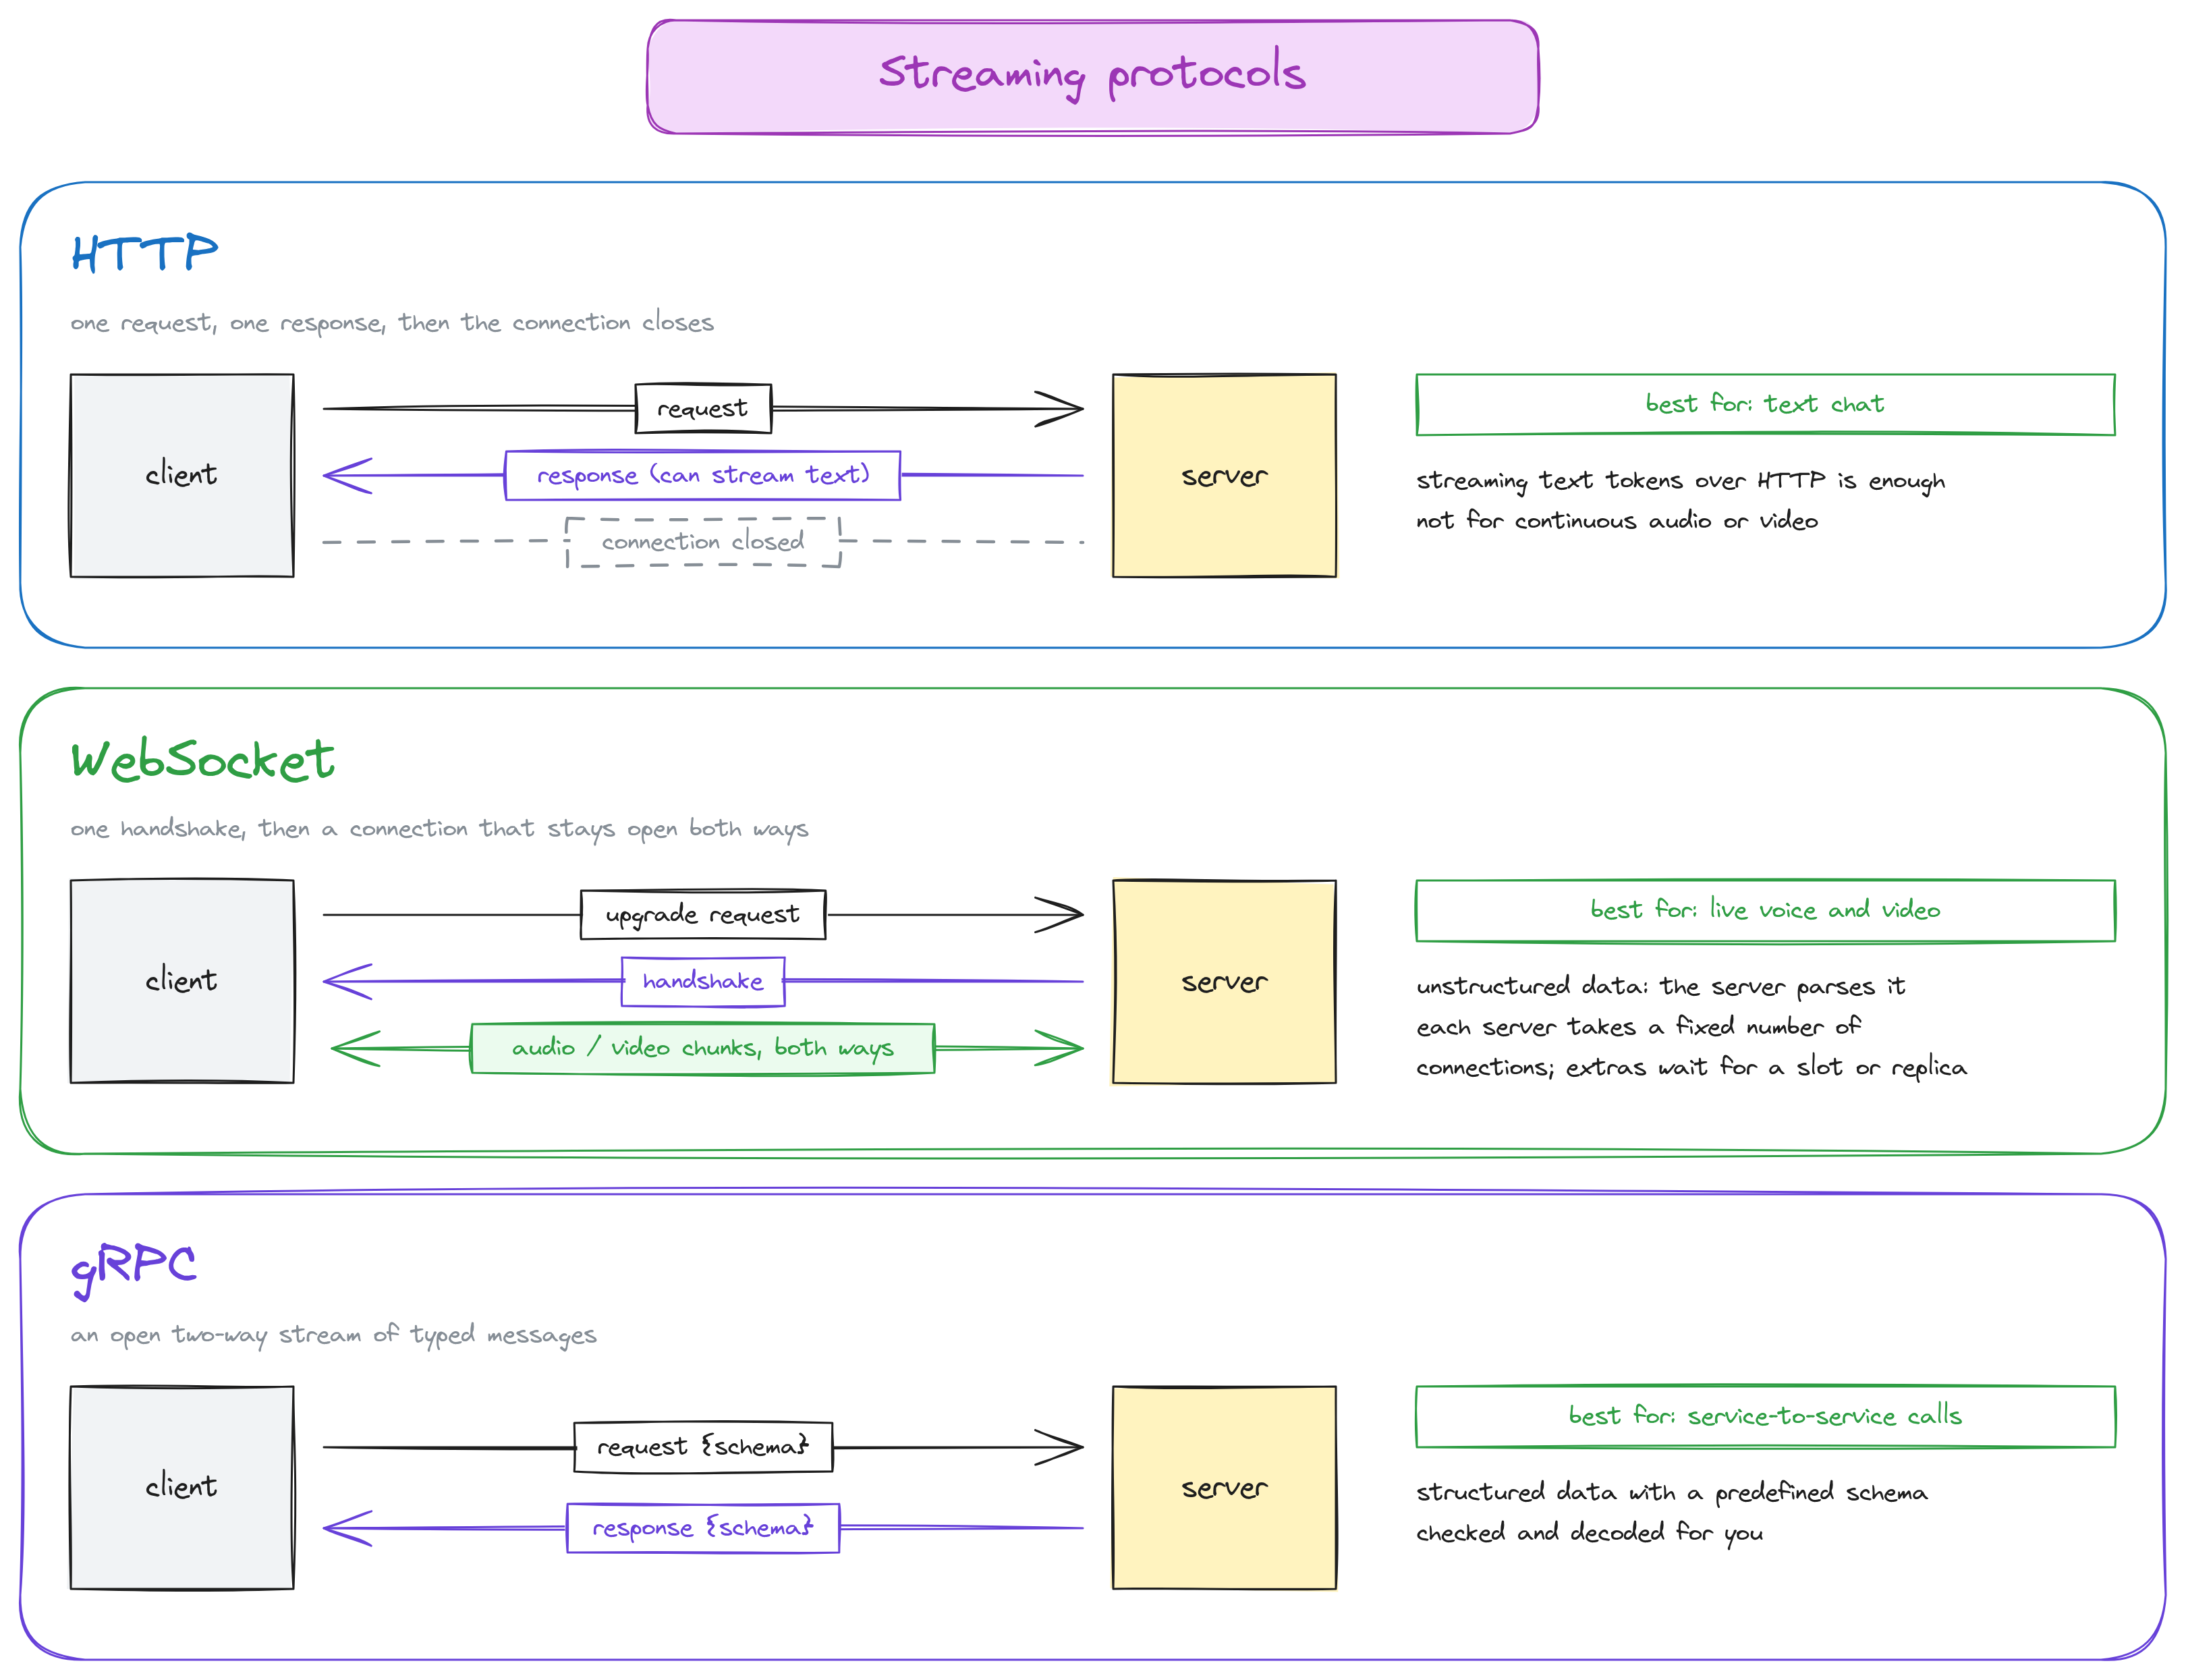 Streaming protocols
HTTP
one request, one response, then the connection closes
client
request
response (can stream text)
connection closed
server
best for: text chat
streaming text tokens over HTTP is enough
not for continuous audio or video
WebSocket
one handshake, then a connection that stays open both ways
client
upgrade request
handshake
audio / video chunks, both ways
server
best for: live voice and video
unstructured data: the server parses it
each server takes a fixed number of
connections; extras wait for a slot or replica
gRPC
an open two-way stream of typed messages
client
request {schema}
response {schema}
server
best for: service-to-service calls
structured data with a predefined schema
checked and decoded for you